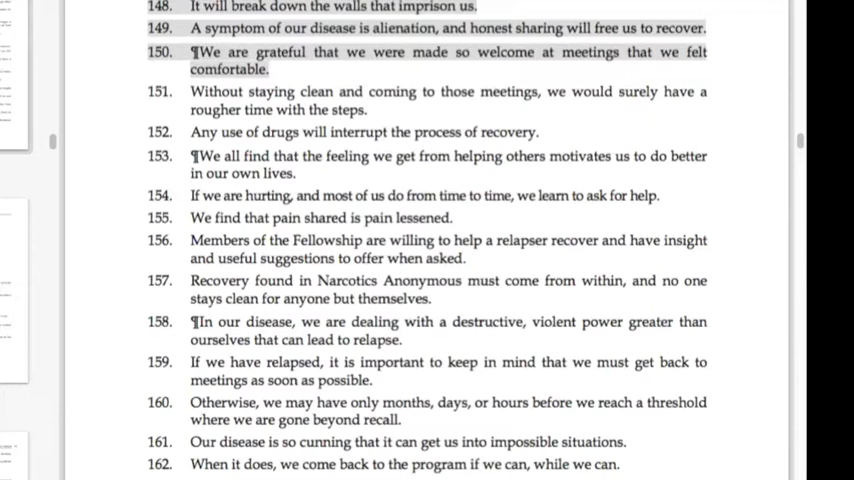 148. It will break down the walls that imprison us.
149. A symptom of our disease is alienation, and honest sharing will free us to recover.
150. ¶We are grateful that we were made so welcome at meetings that we felt
comfortable.
151. Without staying clean and coming to those meetings, we would surely have a
rougher time with the steps.
152. Any use of drugs will interrupt the process of recovery.
153. ¶We all find that the feeling we get from helping others motivates us to do better
in our own lives.
154. If we are hurting, and most of us do from time to time, we learn to ask for help.
155. We find that pain shared is pain lessened.
156. Members of the Fellowship are willing to help a relapser recover and have insight
and useful suggestions to offer when asked.
157. Recovery found in Narcotics Anonymous must come from within, and no one
stays clean for anyone but themselves.
158. ¶In our disease, we are dealing with a destructive, violent power greater than
ourselves that can lead to relapse.
159. If we have relapsed, it is important to keep in mind that we must get back to
meetings as soon as possible.
160. Otherwise, we may have only months, days, or hours before we reach a threshold
where we are gone beyond recall.
161. Our disease is so cunning that it can get us into impossible situations.
162. When it does, we come back to the program if we can, while we can.